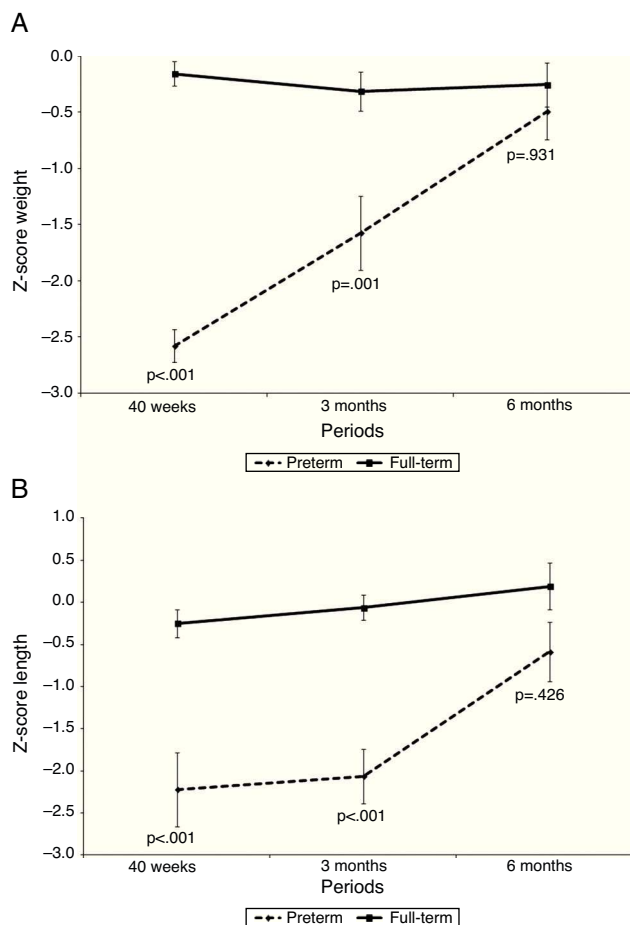 A
0.0
−0.5
−1.0
−1.5
−2.0
−2.5
−3.0
Z-score weight
p<.001
p=.001
p=.931
40 weeks 3 months 6 months
Periods
Preterm Full-term
B
1.0
0.5
0.0
−0.5
−1.0
−1.5
−2.0
−2.5
−3.0
Z-score length
p<.001
p<.001
p=.426
40 weeks 3 months 6 months
Periods
Preterm Full-term